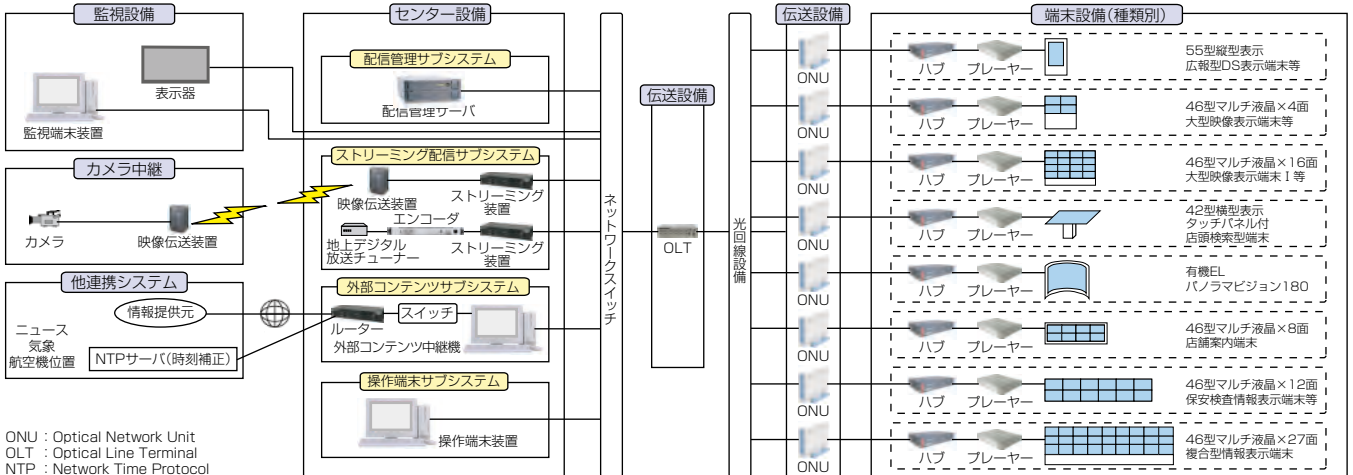 監視設備
表示器
監視端末装置
カメラ中継
カメラ
映像伝送装置
他連携システム
情報提供元
ニュース
気象
航空機位置
NTPサーバ(時刻補正)
ONU : Optical Network Unit
OLT : Optical Line Terminal
NTP : Network Time Protocol
センター設備
配信管理サブシステム
配信管理サーバ
ストリーミング配信サブシステム
映像伝送装置
ストリーミング
装置
エンコーダ
地上デジタル
放送チューナー
ストリーミング
装置
外部コンテンツサブシステム
ルーター
スイッチ
外部コンテンツ中継機
操作端末サブシステム
操作端末装置
ネットワークスイッチ
伝送設備
OLT
光回線設備
伝送設備
ONU
ONU
ONU
ONU
ONU
ONU
ONU
ONU
端末設備(種類別)
ハブ
プレーヤー
55型縦型表示
広報型DS表示端末等
ハブ
プレーヤー
46型マルチ液晶×4面
大型映像表示端末等
ハブ
プレーヤー
46型マルチ液晶×16面
大型映像表示端末Ⅰ等
ハブ
プレーヤー
42型横型表示
タッチパネル付
店頭検索型端末
ハブ
プレーヤー
有機EL
パノラマビジョン180
ハブ
プレーヤー
46型マルチ液晶×8面
店舗案内端末
ハブ
プレーヤー
46型マルチ液晶×12面
保安検査情報表示端末等
ハブ
プレーヤー
46型マルチ液晶×27面
複合型情報表示端末